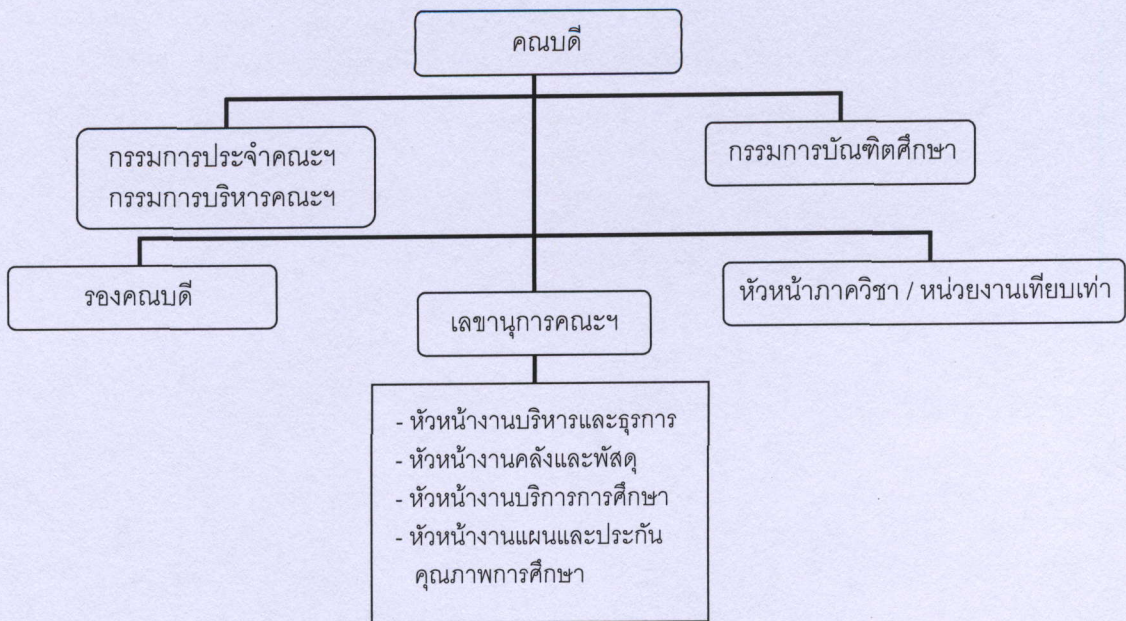 คณบดี
กรรมการประจำคณะฯ
กรรมการบริหารคณะฯ
กรรมการบัณฑิตศึกษา
รองคณบดี
เลขานุการคณะฯ
หัวหน้าภาควิชา / หน่วยงานเทียบเท่า
- หัวหน้างานบริหารและธุรการ
- หัวหน้างานคลังและพัสดุ
- หัวหน้างานบริการการศึกษา
- หัวหน้างานแผนและประกัน
คุณภาพการศึกษา